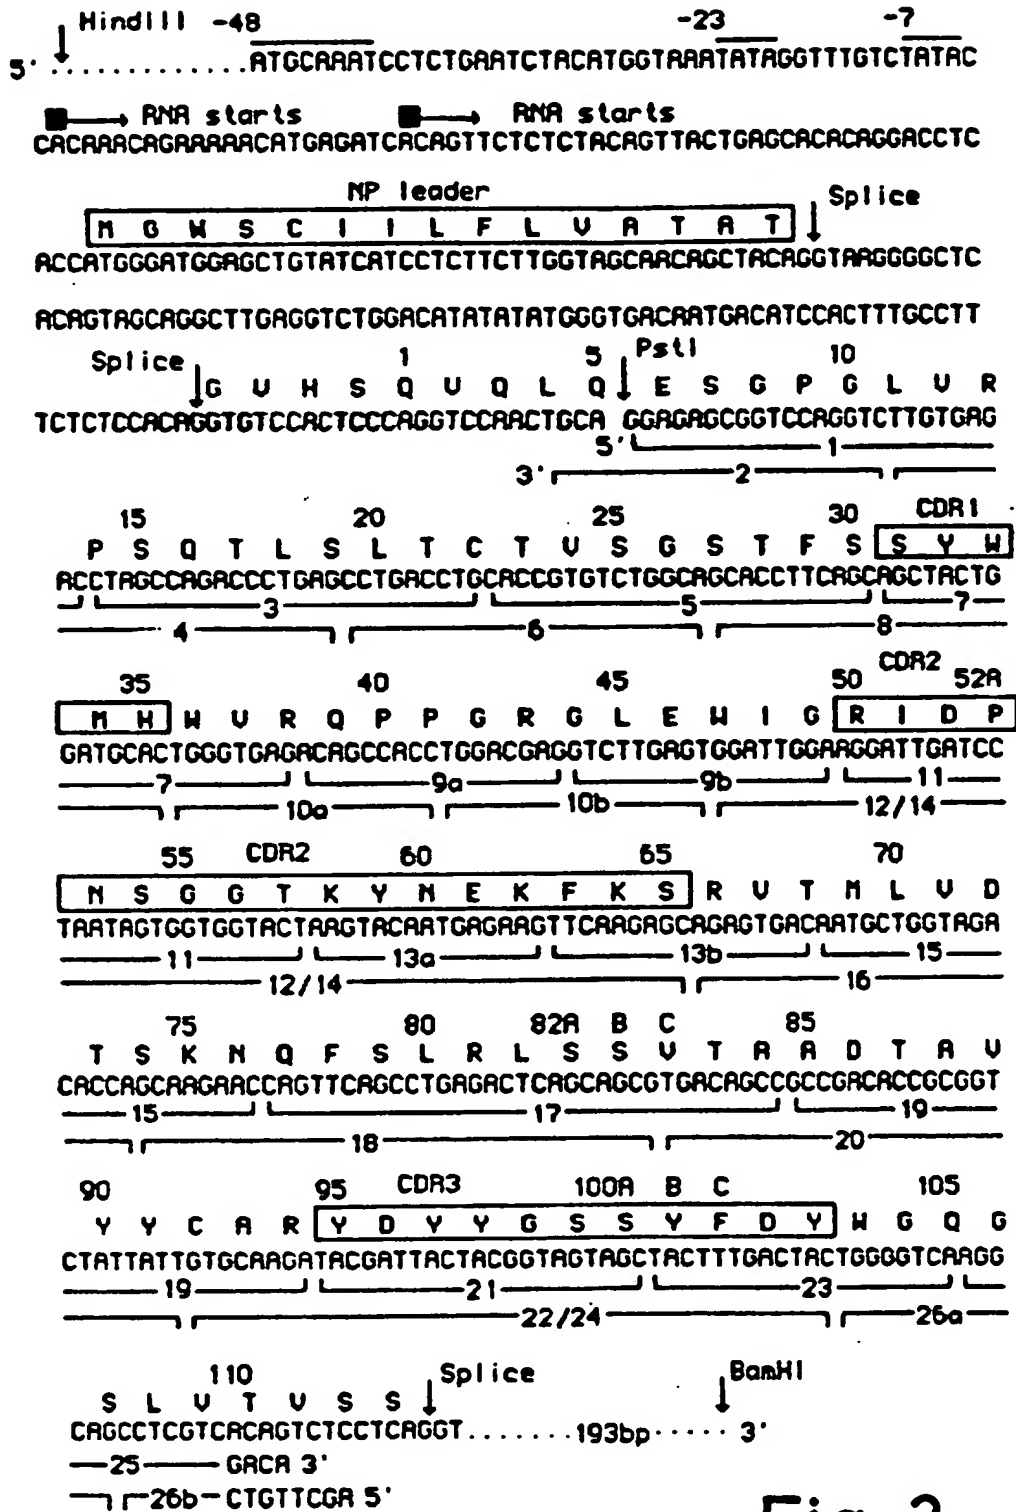 HindIII -48 -23 -7
5' ..............ATGCAAATCCTCTGAATCTACATGGTAAATATAGGTTTGTCTATAC
RNA starts RNA starts
CACAAACAGAAAAACATGAGATCACAGTTCTCTCTACAGTTACTGAGCACACAGGACCTC
MP leader Splice
M G W S C I I L F L V A T A T
ACCATGGGATGGAGCTGTATCATCCTCTTCTTGGTAGCAACAGCTACAGGTAAGGGGCTC
ACAGTAGCAGGCTTGAGGTCTGGACATATATATGGGTGACAATGACATCCACTTTGCCTT
Splice 1 5 PstI 10
G V H S Q V Q L Q E S G P G L V R
TCTCTCCACAGGTGTCCACTCCCAGGTCCAACTGCA GGAGAGCGGTCCAGGTCTTGTGAG
5' 1
3' 2
15 20 25 30 CDR1
P S Q T L S L T C T V S G S T F S S Y W
ACCTAGCCAGACCCTGAGCCTGACCTGCACCGTGTCTGGCAGCACCTTCAGCAGCTACTG
3 5 7
4 6 8
35 40 45 50 CDR2 52A
M H W V R Q P P G R G L E W I G R I D P
GATGCACTGGGTGAGACAGCCACCTGGACGAGGTCTTGAGTGGATTGGAAGGATTGATCC
7 9a 9b 11
10a 10b 12/14
55 CDR2 60 65 70
N S G G T K Y N E K F K S R V T M L V D
TAATAGTGGTGGTACTAAGTACAATGAGAAGTTCAAGAGCAGAGTGACAATGCTGGTAGA
11 13a 13b 15
12/14 16
75 80 82A B C 85
T S K N Q F S L R L S S V T A A D T A V
CACCAGCAAGAACCAGTTCAGCCTGAGACTCAGCAGCGTGACAGCCGCCGACACCGCGGT
15 17 19
18 20
90 95 CDR3 100A B C 105
Y Y C A R Y D Y Y G S S Y F D Y W G Q G
CTATTATTGTGCAAGATACGATTACTACGGTAGTAGCTACTTTGACTACTGGGGTCAAGG
19 21 23
22/24 26a
110 Splice BamHI
S L V T V S S
CAGCCTCGTCACAGTCTCCTCAGGT.......193bp...... 3'
25 GACA 3'
26b CTGTTCGA 5'